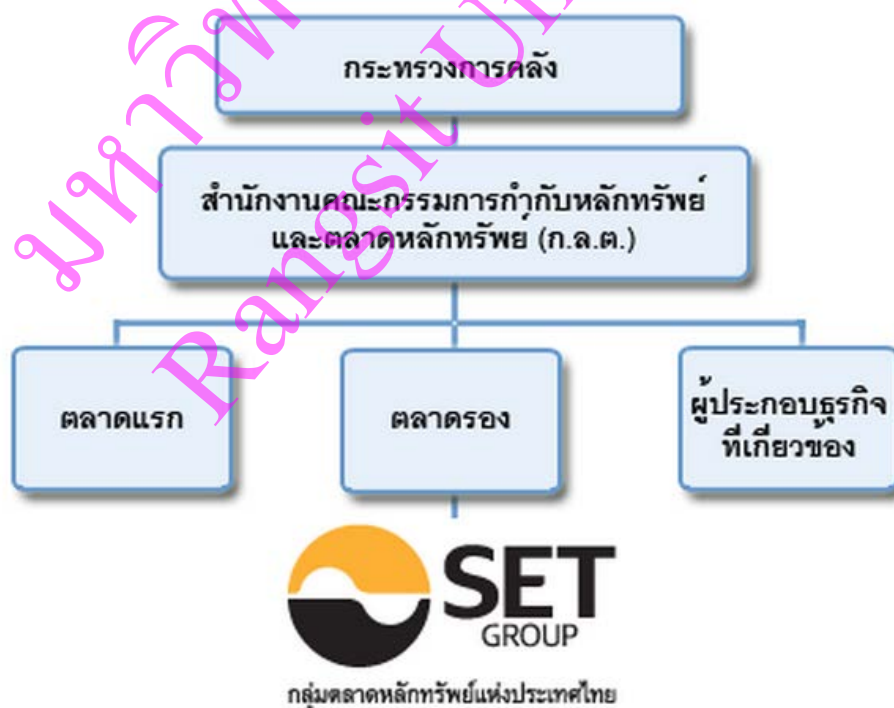 กระทรวงการคลัง
สำนักงานคณะกรรมการกำกับหลักทรัพย์
และตลาดหลักทรัพย์ (ก.ล.ต.)
ตลาดแรก
ตลาดรอง
ผู้ประกอบธุรกิจ
ที่เกี่ยวข้อง
SET
GROUP
กลุ่มตลาดหลักทรัพย์แห่งประเทศไทย
มหาวิท
Rangsit Uni